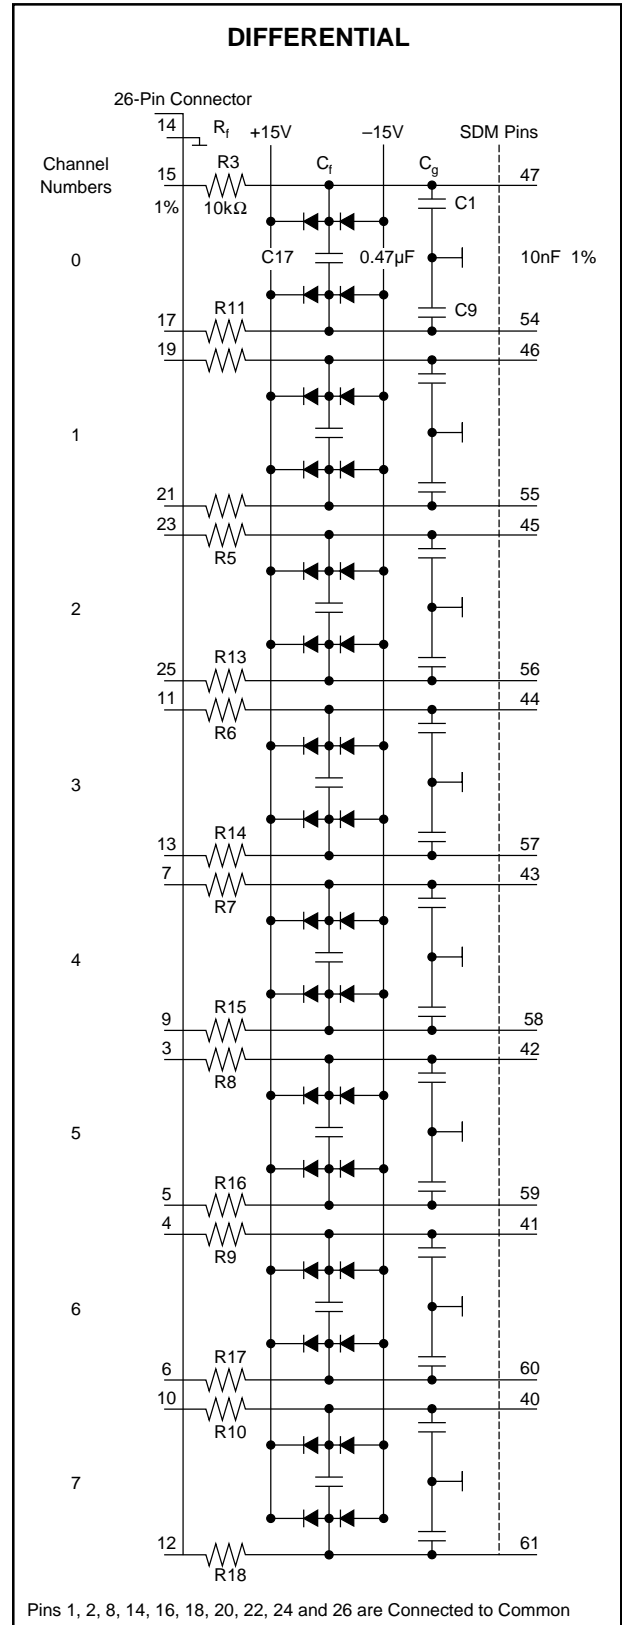 DIFFERENTIAL
26-Pin Connector
14 Rf +15V –15V SDM Pins
Channel Numbers
15 R3 Cf Cg 47
1% 10kΩ C1
0 C17 0.47µF 10nF 1%
R11 C9
17 54
19 46
1
21 55
23 45
R5
2
R13
25 56
11 44
R6
3
R14
13 57
7 43
R7
4
R15
9 58
3 42
R8
5
R16
5 59
4 41
R9
6
R17
6 60
10 40
R10
7
12 61
R18
Pins 1, 2, 8, 14, 16, 18, 20, 22, 24 and 26 are Connected to Common